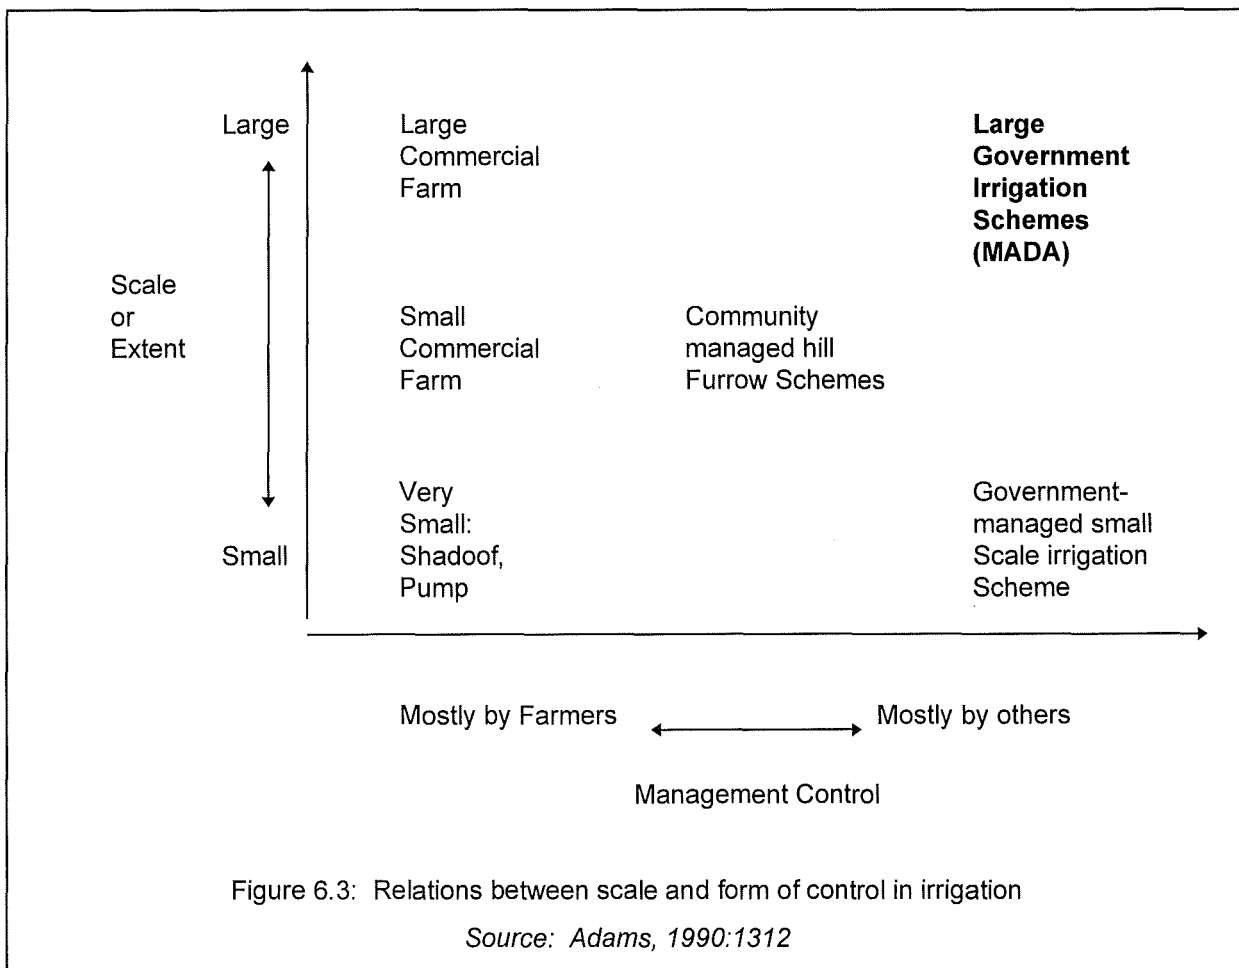 Large
Large
Commercial
Farm
Large
Government
Irrigation
Schemes
(MADA)
Scale
or
Extent
Small
Commercial
Farm
Community
managed hill
Furrow Schemes
Small
Very
Small:
Shadoof,
Pump
Government-
managed small
Scale irrigation
Scheme
Mostly by Farmers
Mostly by others
Management Control
Figure 6.3: Relations between scale and form of control in irrigation
Source: Adams, 1990:1312